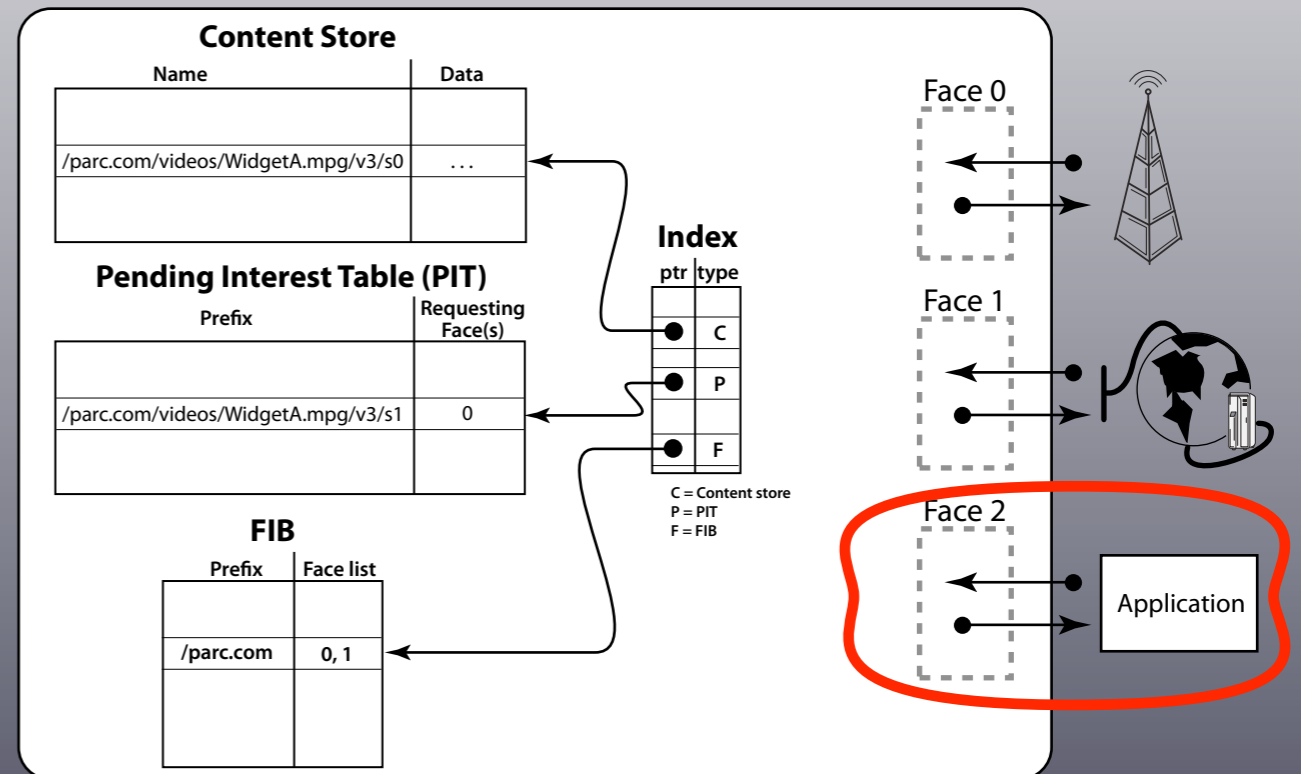 Content Store
Name Data
/parc.com/videos/WidgetA.mpg/v3/s0 ...
Pending Interest Table (PIT)
Prefix Requesting
Face(s)
/parc.com/videos/WidgetA.mpg/v3/s1 0
FIB
Prefix Face list
/parc.com 0, 1
Index
ptr type
C
P
F
C = Content store
P = PIT
F = FIB
Face 0
Face 1
Face 2
Application